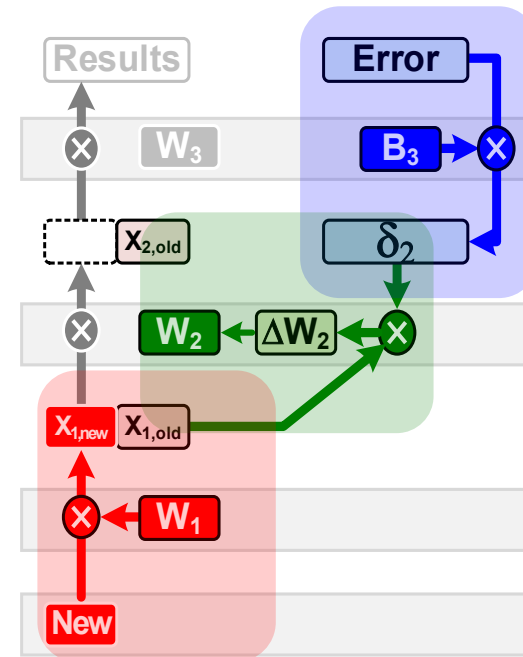 Results
Error
W₃
B₃
X₂,old
δ₂
W₂
ΔW₂
X₁,new
X₁,old
W₁
New